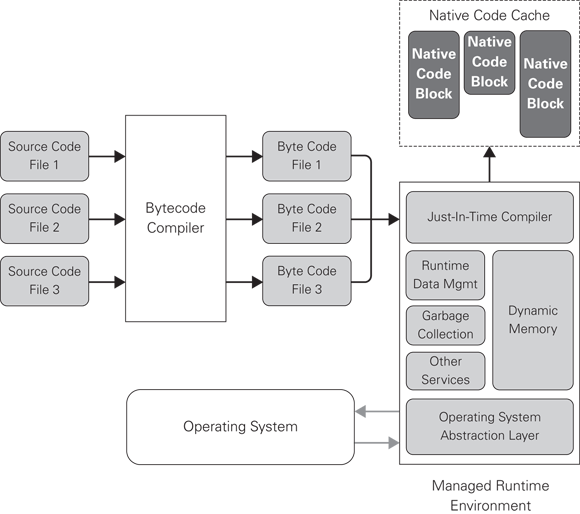 Native Code Cache
Native
Code
Block
Native
Code
Block
Native
Code
Block
Source Code
File 1
Source Code
File 2
Source Code
File 3
Bytecode
Compiler
Byte Code
File 1
Byte Code
File 2
Byte Code
File 3
Just-In-Time Compiler
Runtime
Data Mgmt
Garbage
Collection
Other
Services
Dynamic
Memory
Operating System
Abstraction Layer
Operating System
Managed Runtime
Environment